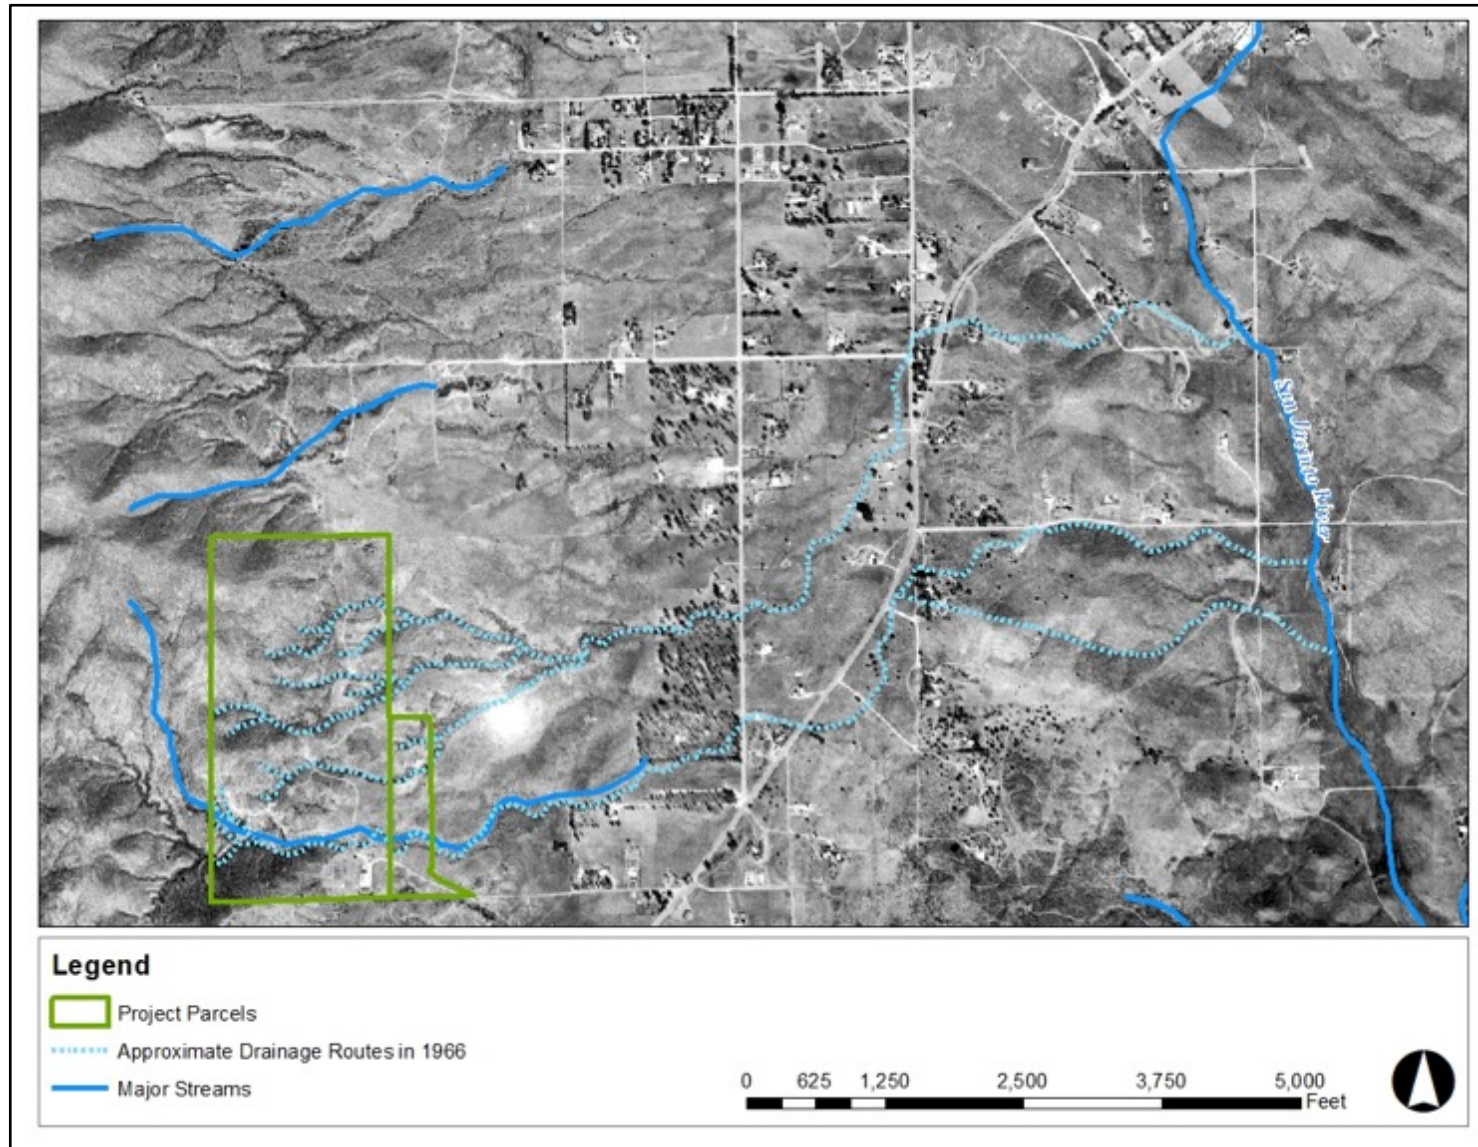 San Jacinto River
Legend
Project Parcels
Approximate Drainage Routes in 1966
Major Streams
0 625 1,250 2,500 3,750 5,000
Feet